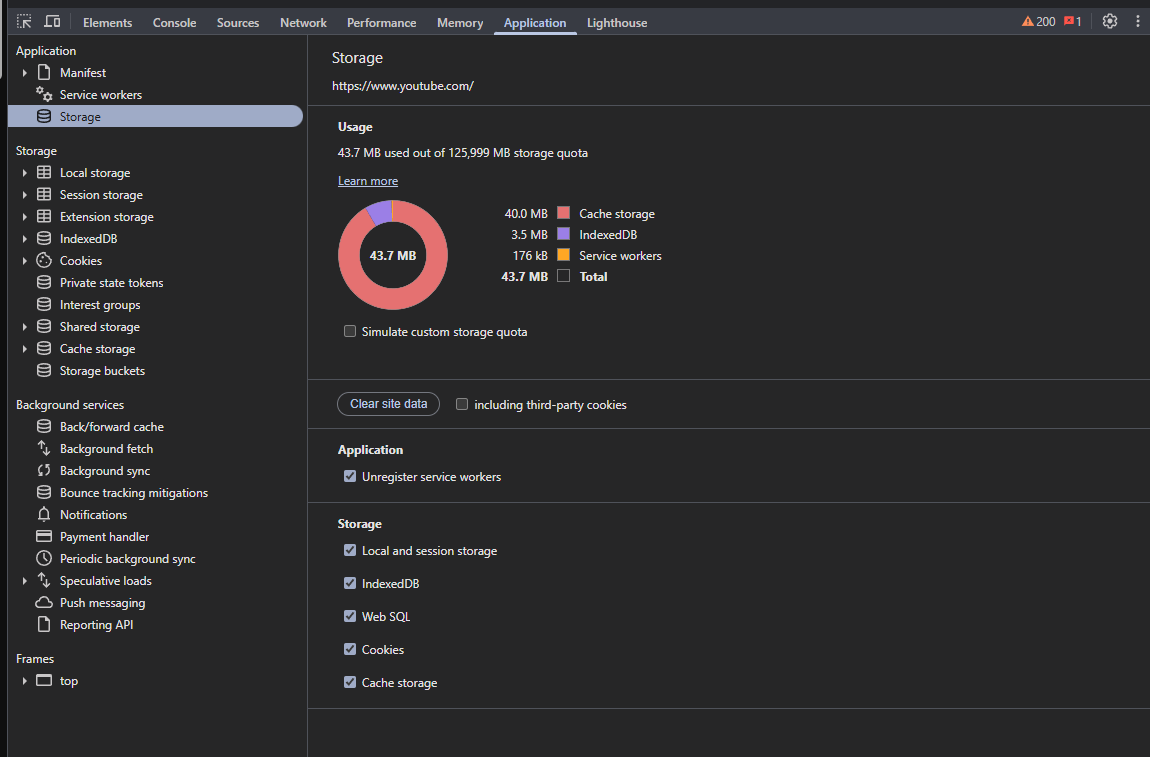 Elements Console Sources Network Performance Memory Application Lighthouse 200 1
Application
Manifest
Service workers
Storage
Storage
Local storage
Session storage
Extension storage
IndexedDB
Cookies
Private state tokens
Interest groups
Shared storage
Cache storage
Storage buckets
Background services
Back/forward cache
Background fetch
Background sync
Bounce tracking mitigations
Notifications
Payment handler
Periodic background sync
Speculative loads
Push messaging
Reporting API
Frames
top
Storage
https://www.youtube.com/
Usage
43.7 MB used out of 125,999 MB storage quota
Learn more
43.7 MB
40.0 MB Cache storage
3.5 MB IndexedDB
176 kB Service workers
43.7 MB Total
Simulate custom storage quota
Clear site data including third-party cookies
Application
Unregister service workers
Storage
Local and session storage
IndexedDB
Web SQL
Cookies
Cache storage